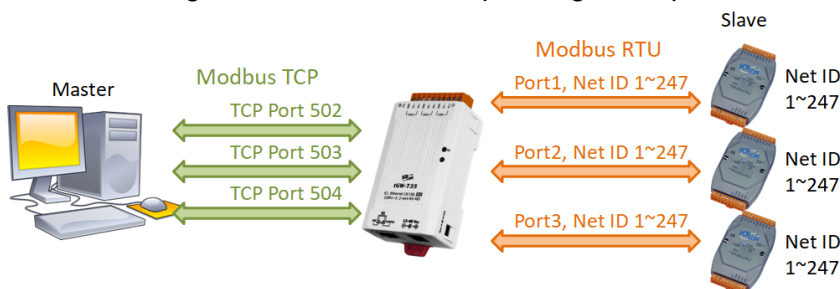 Slave
Modbus RTU
Modbus TCP
Master
Port1, Net ID 1~247
Net ID
1~247
TCP Port 502
TCP Port 503
Port2, Net ID 1~247
Net ID
1~247
tGW-735
TCP Port 504
Port3, Net ID 1~247
Net ID
1~247